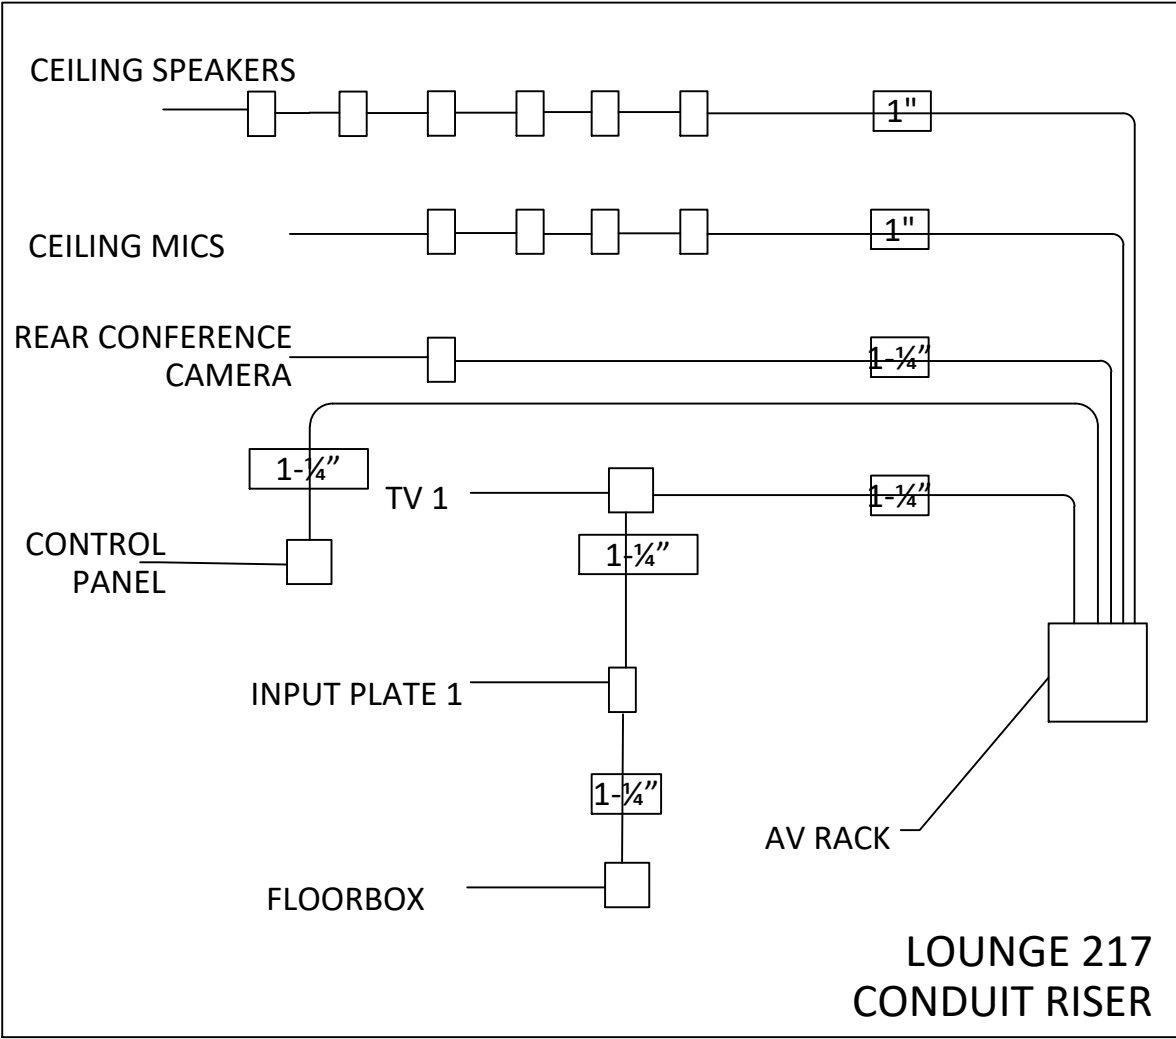 CEILING SPEAKERS
1"
CEILING MICS
1"
REAR CONFERENCE
CAMERA
1-¼”
1-¼”
TV 1
1-¼”
CONTROL
PANEL
1-¼”
INPUT PLATE 1
1-¼”
AV RACK
FLOORBOX
LOUNGE 217
CONDUIT RISER